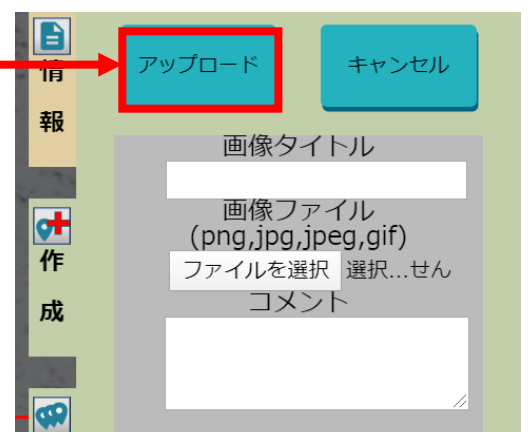 情
報
作
成
アップロード
キャンセル
画像タイトル
画像ファイル
(png,jpg,jpeg,gif)
ファイルを選択 選択...せん
コメント